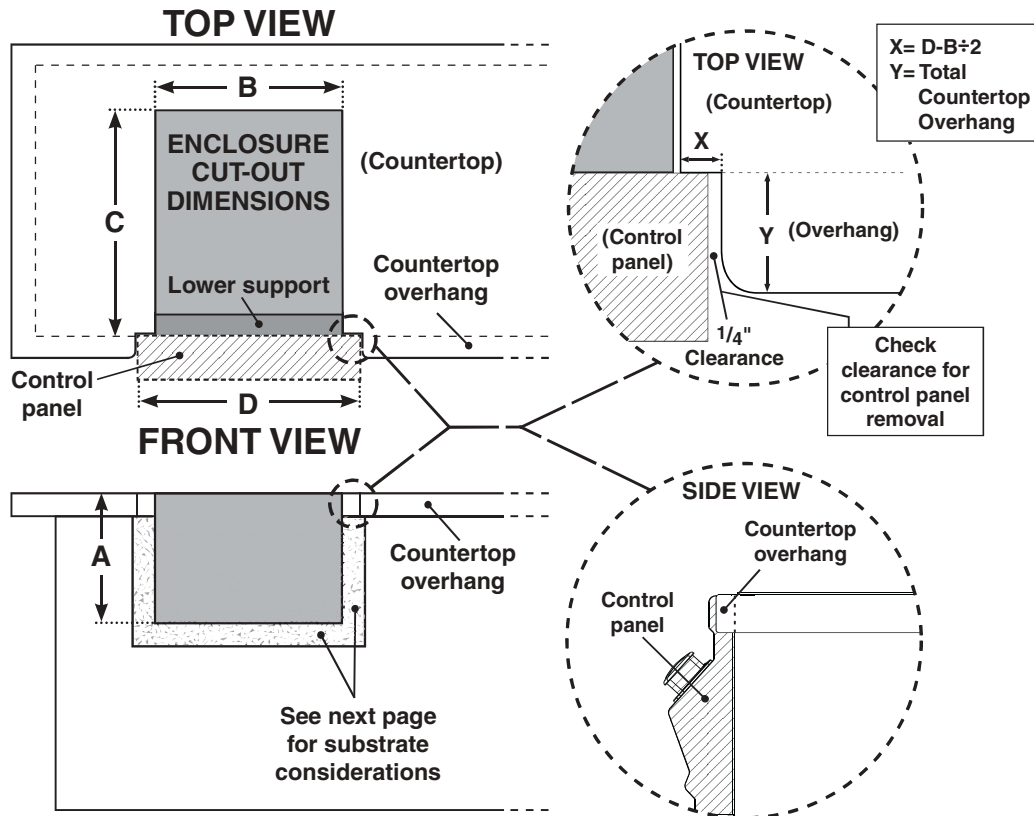 TOP VIEW
B
ENCLOSURE
CUT-OUT
DIMENSIONS
(Countertop)
C
Lower support
Countertop
overhang
Control
panel
D
TOP VIEW
(Countertop)
X
(Control
panel)
Y
(Overhang)
1/4"
Clearance
X= D-B÷2
Y= Total
Countertop
Overhang
Check
clearance for
control panel
removal
FRONT VIEW
A
Countertop
overhang
See next page
for substrate
considerations
SIDE VIEW
Countertop
overhang
Control
panel